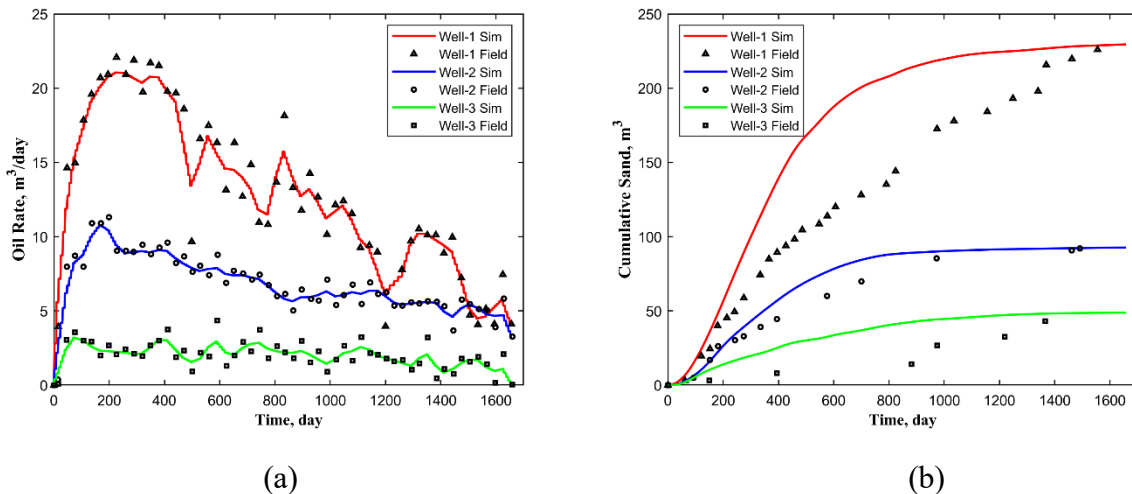 25
20
15
10
5
0
Oil Rate, m³/day
0 200 400 600 800 1000 1200 1400 1600
Time, day
Well-1 Sim
Well-1 Field
Well-2 Sim
Well-2 Field
Well-3 Sim
Well-3 Field
(a)
250
200
150
100
50
0
Cumulative Sand, m³
0 200 400 600 800 1000 1200 1400 1600
Time, day
Well-1 Sim
Well-1 Field
Well-2 Sim
Well-2 Field
Well-3 Sim
Well-3 Field
(b)